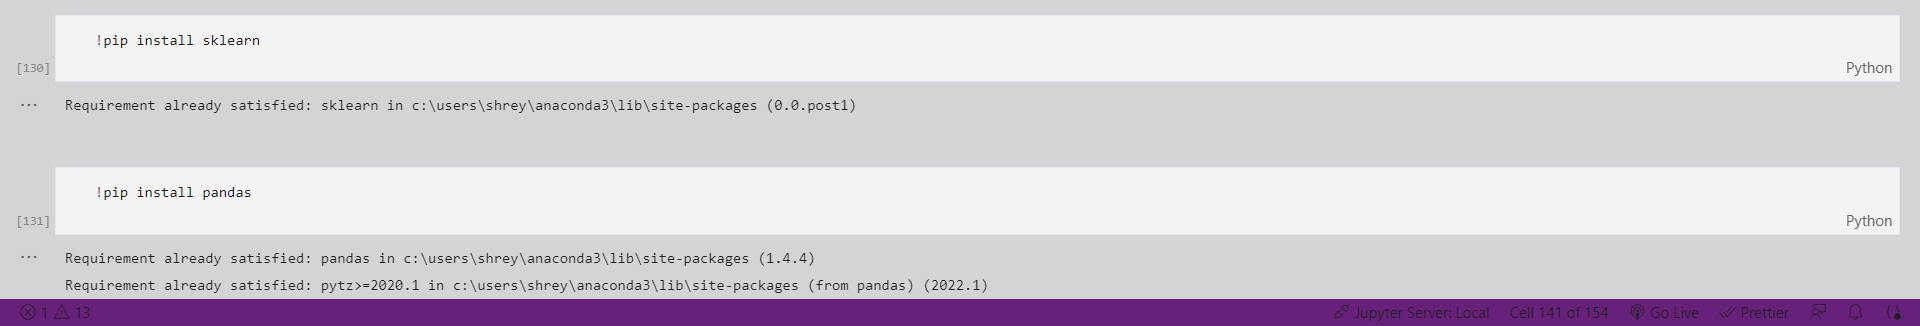 !pip install sklearn
[130]
Python
... Requirement already satisfied: sklearn in c:\users\shrey\anaconda3\lib\site-packages (0.0.post1)
!pip install pandas
[131]
Python
... Requirement already satisfied: pandas in c:\users\shrey\anaconda3\lib\site-packages (1.4.4)
Requirement already satisfied: pytz>=2020.1 in c:\users\shrey\anaconda3\lib\site-packages (from pandas) (2022.1)
1 13 Jupyter Server: Local Cell 141 of 154 Go Live Prettier